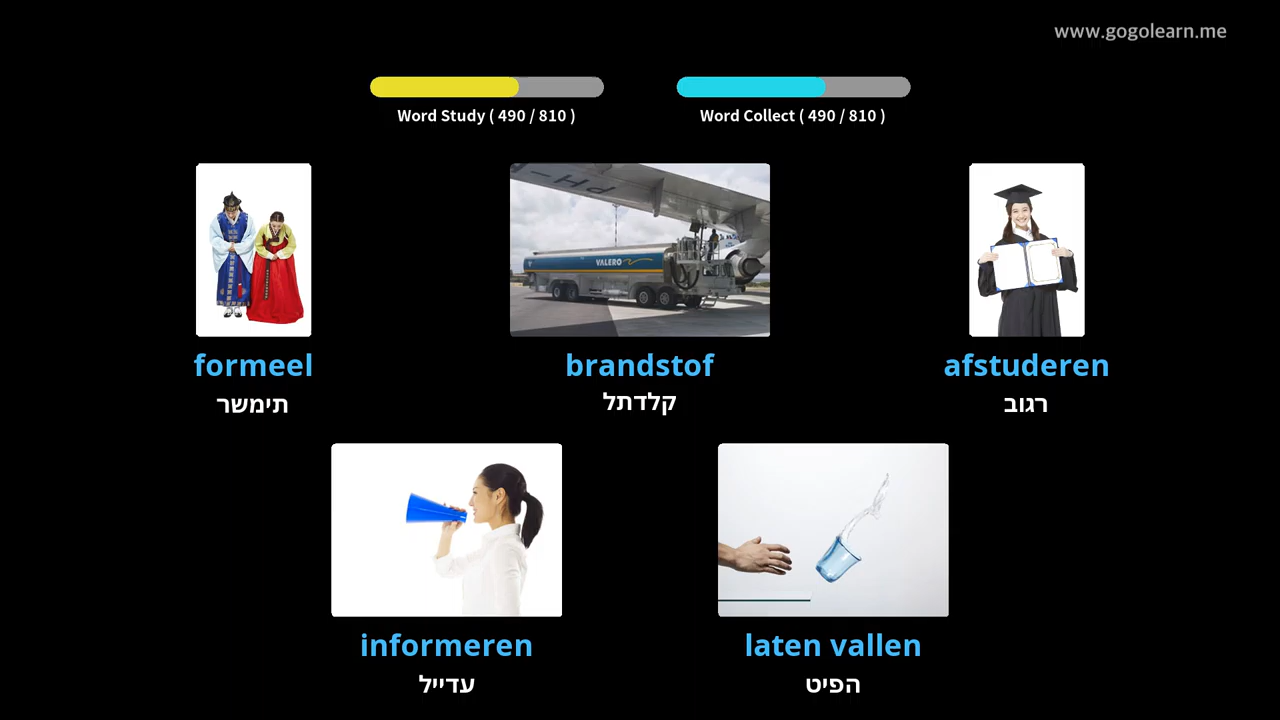 www.gogolearn.me
Word Study ( 490 / 810 )
Word Collect ( 490 / 810 )
formeel
תימשר
brandstof
קלדתל
afstuderen
רגוב
VALERO
PH-H
informeren
עדייל
laten vallen
הפיט